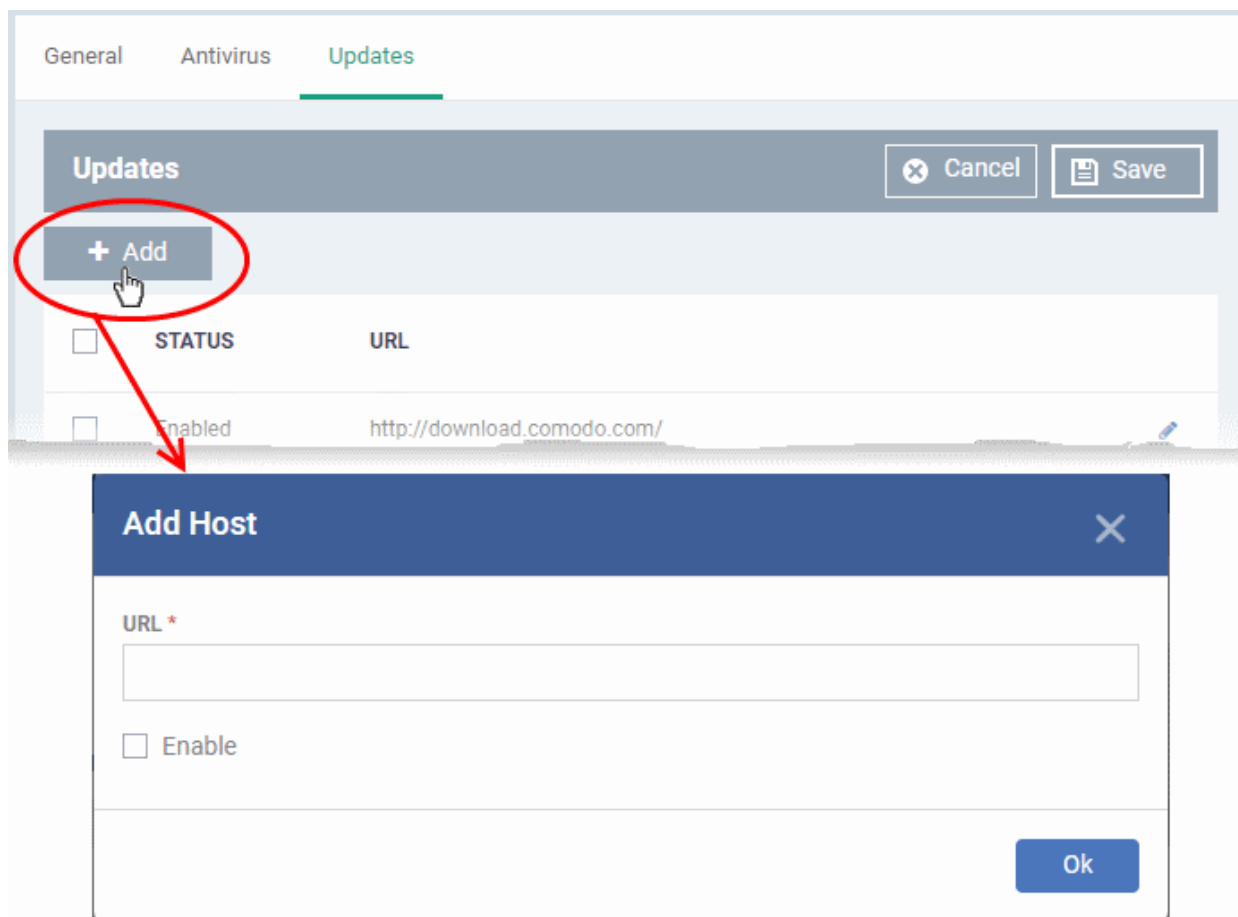 General Antivirus Updates
Updates Cancel Save
+ Add
STATUS URL
Enabled http://download.comodo.com/
Add Host
URL *
Enable
Ok